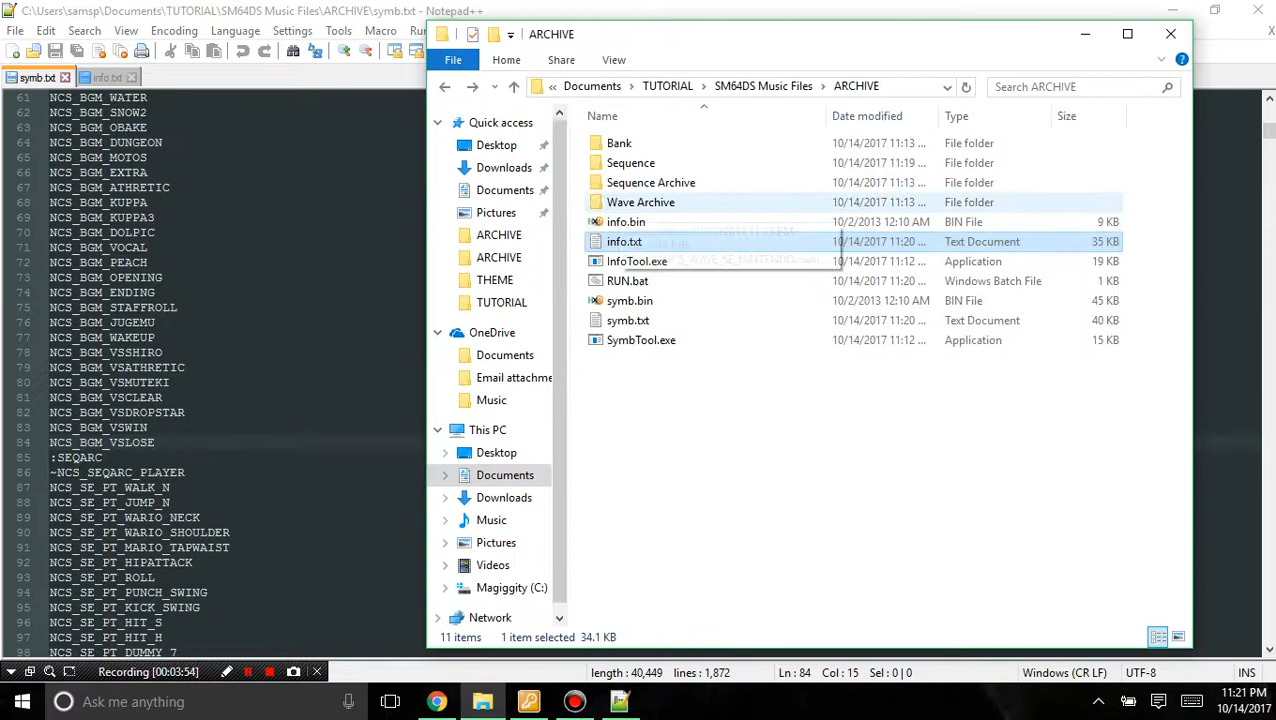 C:\Users\samsp\Documents\TUTORIAL\SM64DS Music Files\ARCHIVE\symb.txt - Notepad++
File Edit Search View Encoding Language Settings Tools Macro Run
symb.txt info.txt
61 NCS_BGM_WATER
62 NCS_BGM_SNOW2
63 NCS_BGM_OBAKE
64 NCS_BGM_DUNGEON
65 NCS_BGM_MOTOS
66 NCS_BGM_EXTRA
67 NCS_BGM_ATHRETIC
68 NCS_BGM_KUPPA
69 NCS_BGM_KUPPA3
70 NCS_BGM_DOLPIC
71 NCS_BGM_VOCAL
72 NCS_BGM_PEACH
73 NCS_BGM_OPENING
74 NCS_BGM_ENDING
75 NCS_BGM_STAFFROLL
76 NCS_BGM_JUGEMU
77 NCS_BGM_WAKEUP
78 NCS_BGM_VSSHIRO
79 NCS_BGM_VSATHRETIC
80 NCS_BGM_VSMUTEKI
81 NCS_BGM_VSCLEAR
82 NCS_BGM_VSDROPSTAR
83 NCS_BGM_VSWIN
84 NCS_BGM_VSLOSE
85 :SEQARC
86 ~NCS_SEQARC_PLAYER
87 NCS_SE_PT_WALK_N
88 NCS_SE_PT_JUMP_N
89 NCS_SE_PT_WARIO_NECK
90 NCS_SE_PT_WARIO_SHOULDER
91 NCS_SE_PT_MARIO_TAPWAIST
92 NCS_SE_PT_HIPATTACK
93 NCS_SE_PT_ROLL
94 NCS_SE_PT_PUNCH_SWING
95 NCS_SE_PT_KICK_SWING
96 NCS_SE_PT_HIT_S
97 NCS_SE_PT_HIT_H
98 NCS_SE_PT_DUMMY_7
ARCHIVE
File Home Share View
« Documents > TUTORIAL > SM64DS Music Files > ARCHIVE
Search ARCHIVE
Quick access
Desktop
Downloads
Documents
Pictures
ARCHIVE
ARCHIVE
THEME
TUTORIAL
OneDrive
Documents
Email attachme
Music
This PC
Desktop
Documents
Downloads
Music
Pictures
Videos
Magiggity (C:)
Network
Name Date modified Type Size
Bank 10/14/2017 11:13 ... File folder
Sequence 10/14/2017 11:19 ... File folder
Sequence Archive 10/14/2017 11:13 ... File folder
Wave Archive 10/14/2017 11:13 ... File folder
info.bin 10/2/2013 12:10 AM BIN File 9 KB
info.txt 10/14/2017 11:20 ... Text Document 35 KB
InfoTool.exe 10/14/2017 11:12 ... Application 19 KB
RUN.bat 10/14/2017 11:12 ... Windows Batch File 1 KB
symb.bin 10/2/2013 12:10 AM BIN File 45 KB
symb.txt 10/14/2017 11:20 ... Text Document 40 KB
SymbTool.exe 10/14/2017 11:12 ... Application 15 KB
11 items 1 item selected 34.1 KB
Recording [00:03:54]
length : 40,449 lines : 1,872 Ln : 84 Col : 15 Sel : 0 | 0 Windows (CR LF) UTF-8 INS
Ask me anything
11:21 PM
10/14/2017